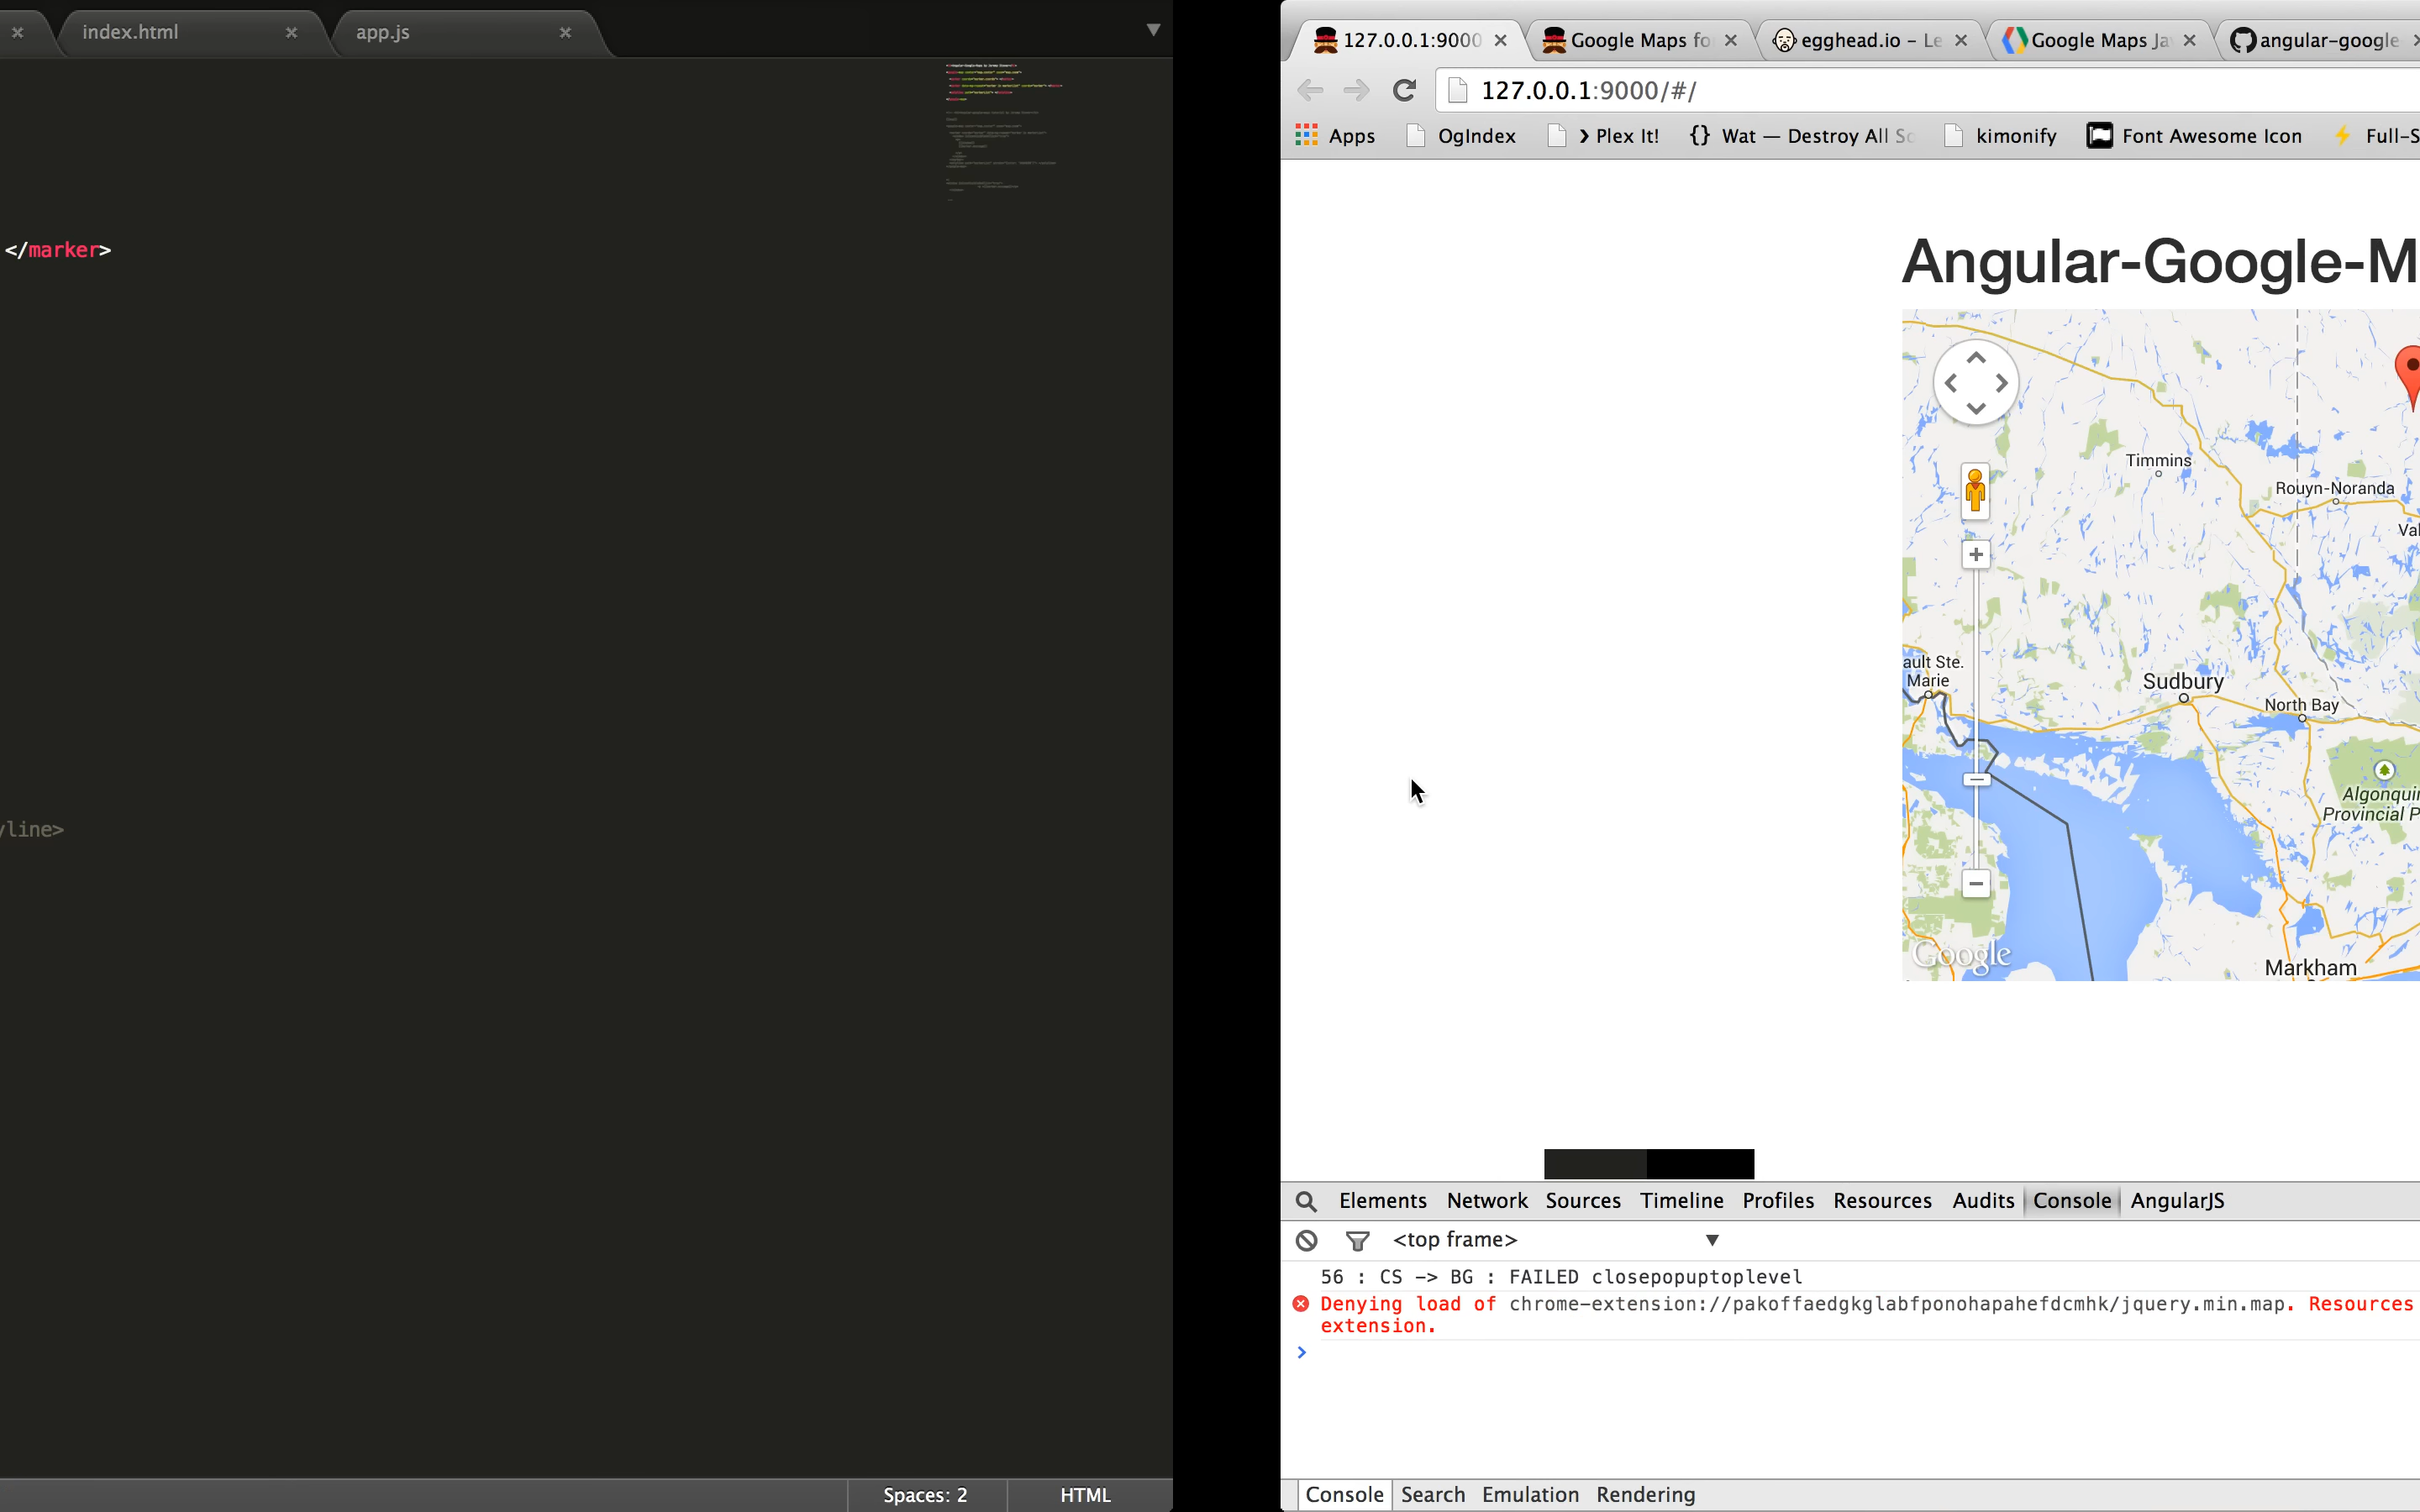 index.html
app.js
</marker>
line>
Spaces: 2
HTML
127.0.0.1:9000
Google Maps fo
egghead.io – Le
Google Maps Ja
angular-google
127.0.0.1:9000/#/
Apps
OgIndex
› Plex It!
{} Wat — Destroy All Sc
kimonify
Font Awesome Icon
Full-S
Angular-Google-M
Timmins
Rouyn-Noranda
Val
ault Ste.
Marie
Sudbury
North Bay
Algonquin
Provincial P
Google
Markham
Elements Network Sources Timeline Profiles Resources Audits Console AngularJS
<top frame>
56 : CS -> BG : FAILED closepopuptoplevel
Denying load of chrome-extension://pakoffaedgkglabfponohapahefdcmhk/jquery.min.map. Resources
extension.
Console Search Emulation Rendering